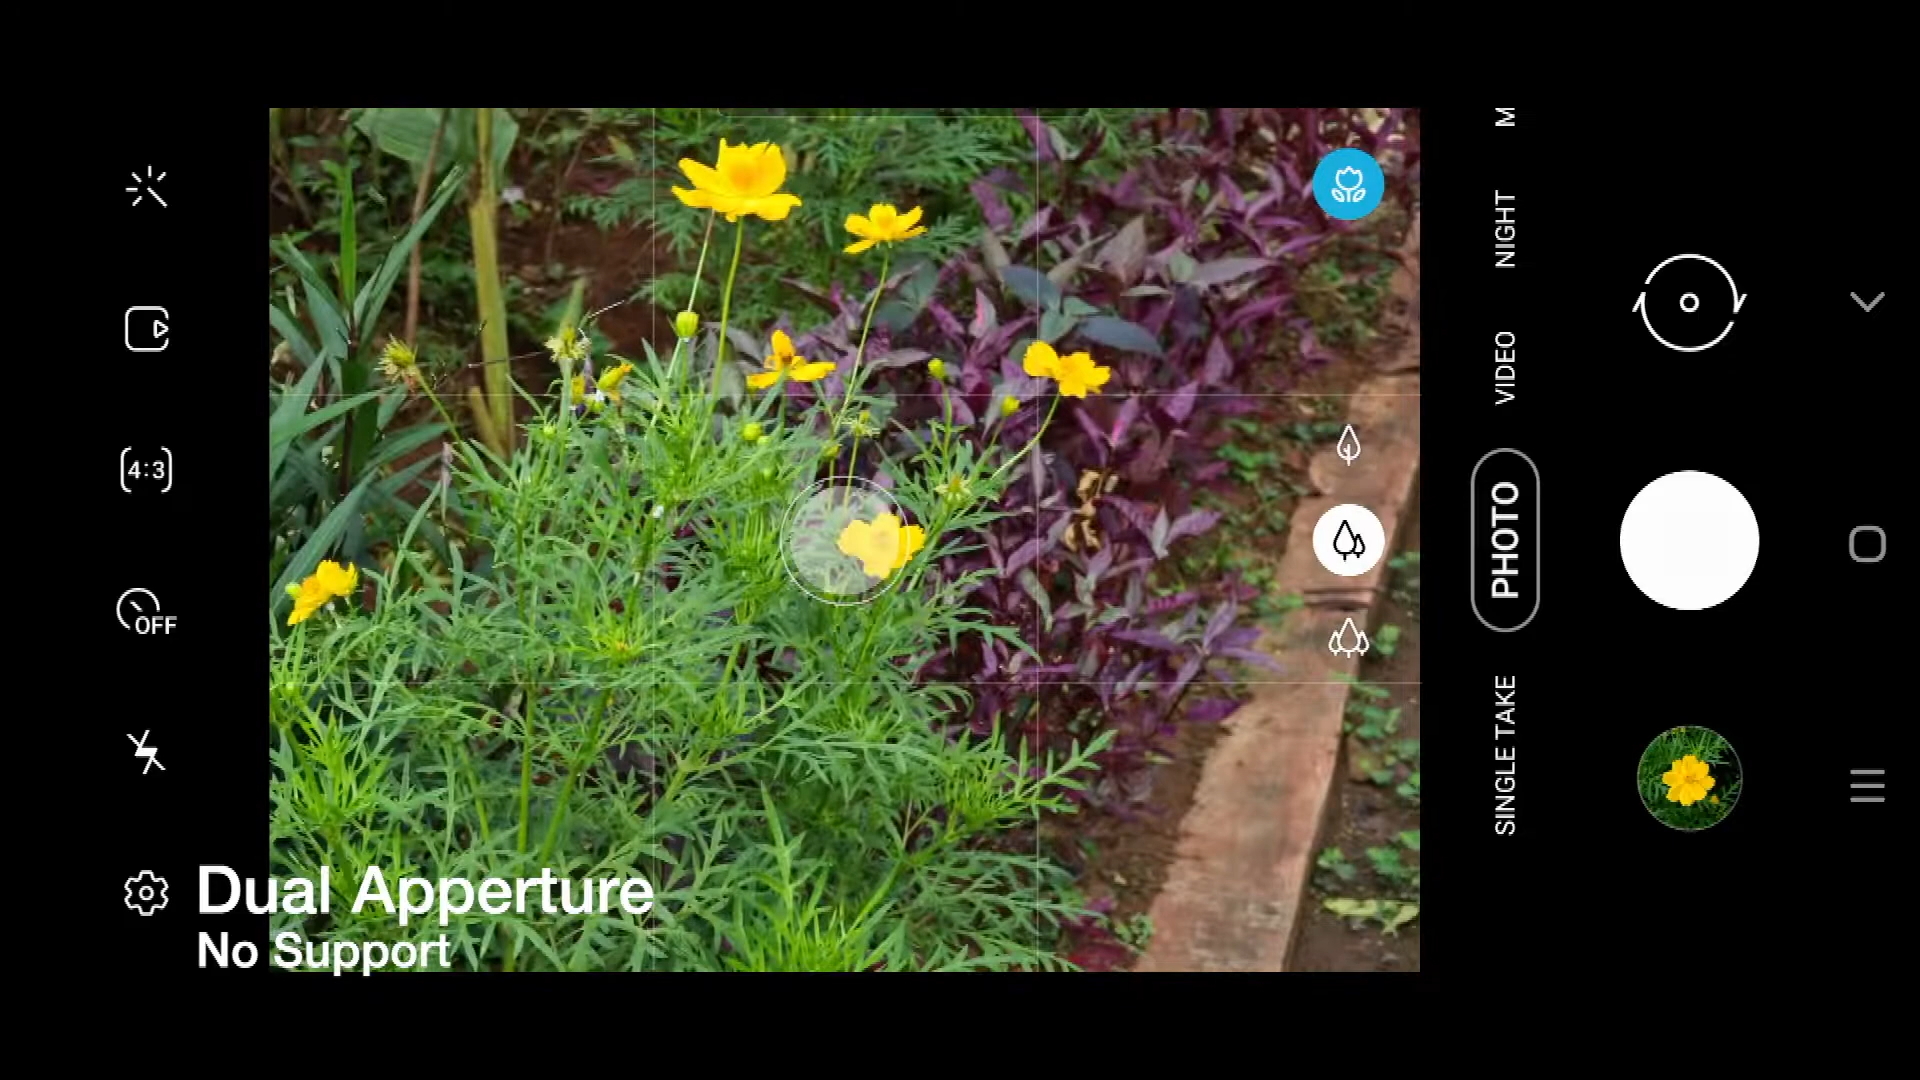 M
NIGHT
VIDEO
PHOTO
SINGLE TAKE
4:3
OFF
Dual Apperture
No Support